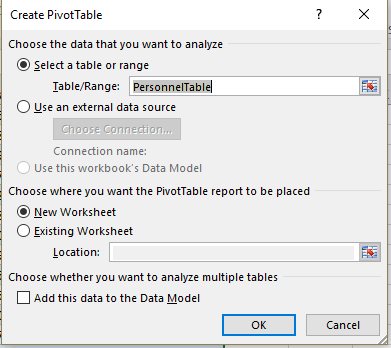 Create PivotTable
Choose the data that you want to analyze
Select a table or range
Table/Range: PersonnelTable
Use an external data source
Choose Connection...
Connection name:
Use this workbook's Data Model
Choose where you want the PivotTable report to be placed
New Worksheet
Existing Worksheet
Location:
Choose whether you want to analyze multiple tables
Add this data to the Data Model
OK Cancel